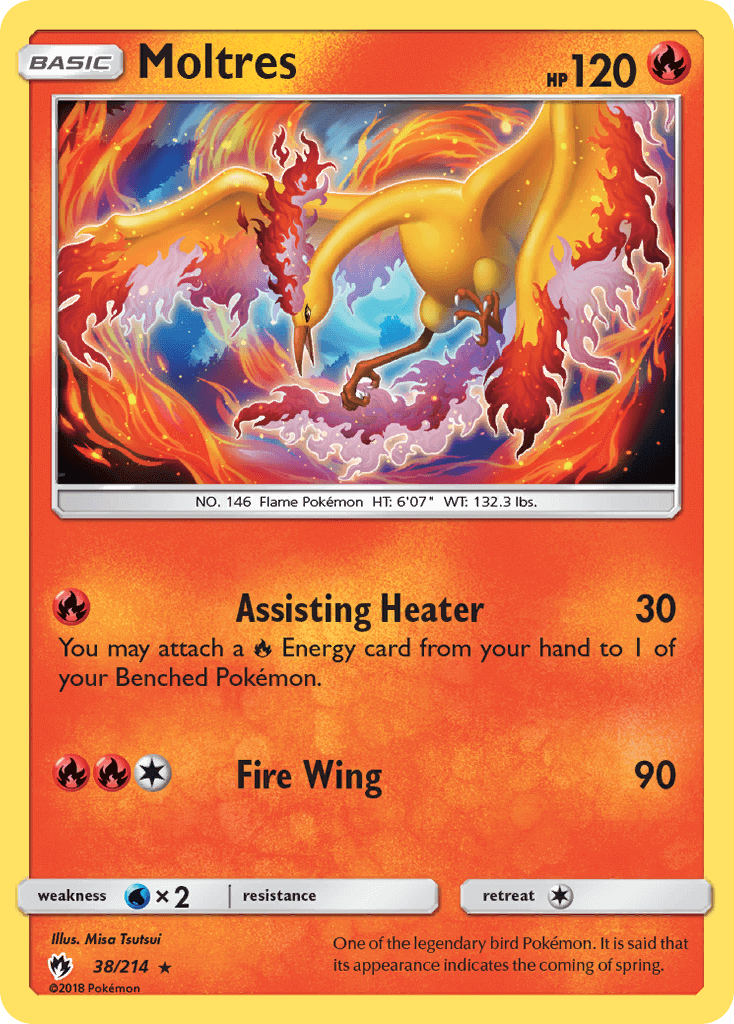 BASIC Moltres HP 120
NO. 146 Flame Pokémon HT: 6'07" WT: 132.3 lbs.
Assisting Heater 30
You may attach a Energy card from your hand to 1 of
your Benched Pokémon.
Fire Wing 90
weakness ×2 resistance retreat
Illus. Misa Tsutsui
38/214 ★
©2018 Pokémon
One of the legendary bird Pokémon. It is said that
its appearance indicates the coming of spring.